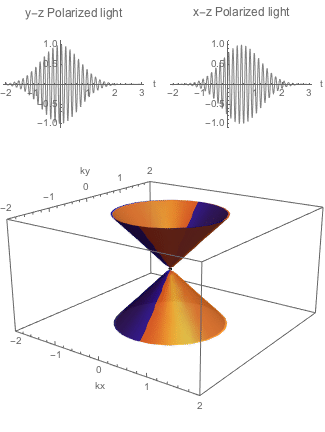 y-z Polarized light
x-z Polarized light
1.0
0.5
-2 -1 1 2 3 t
-0.5
-1.0
1.0
0.5
-2 -1 1 2 3 t
-0.5
-1.0
ky
-2 -1 0 1 2
-2 -1 0 1 2
kx